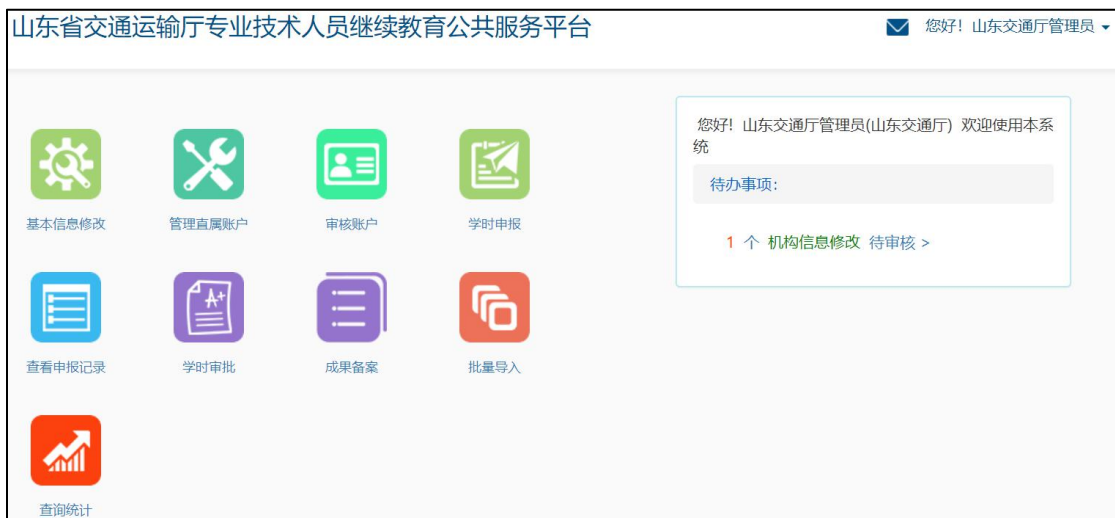 山东省交通运输厅专业技术人员继续教育公共服务平台
您好！山东交通厅管理员
基本信息修改
管理直属账户
审核账户
学时申报
您好！山东交通厅管理员(山东交通厅) 欢迎使用本系
统
待办事项：
1 个 机构信息修改 待审核 >
A+
查看申报记录
学时审批
成果备案
批量导入
查询统计